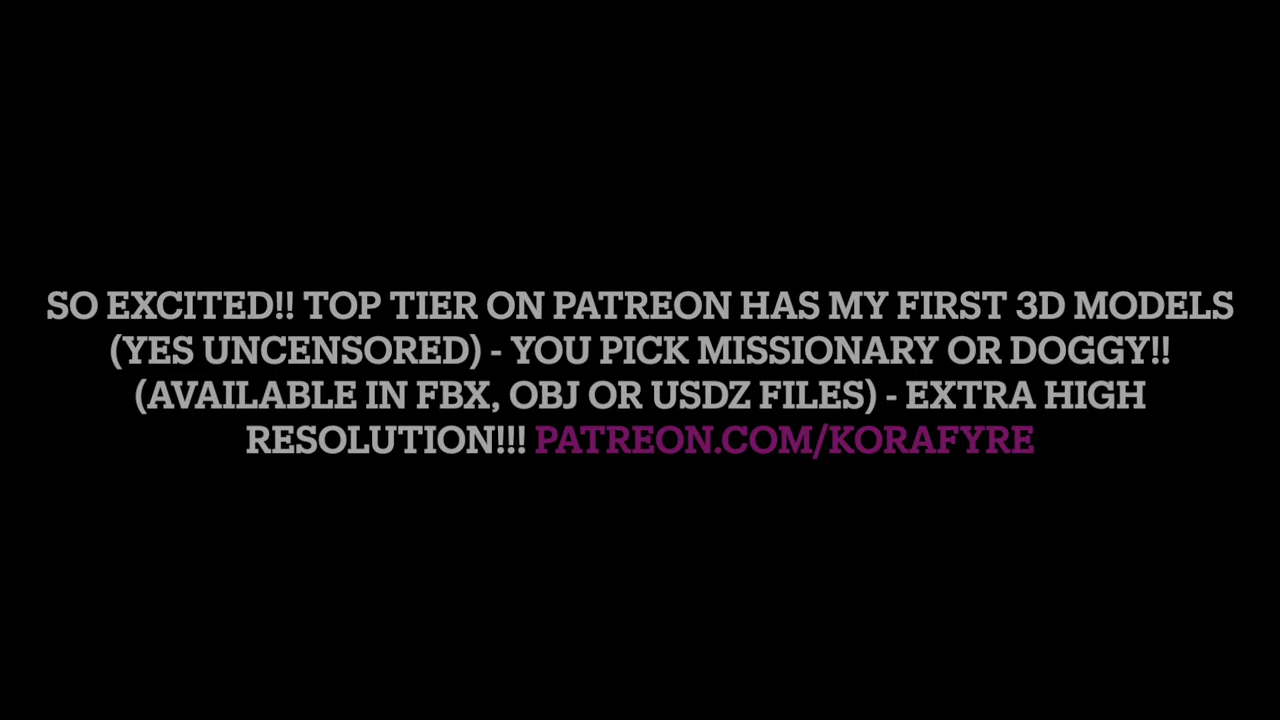 SO EXCITED!! TOP TIER ON PATREON HAS MY FIRST 3D MODELS
(YES UNCENSORED) - YOU PICK MISSIONARY OR DOGGY!!
(AVAILABLE IN FBX, OBJ OR USDZ FILES) - EXTRA HIGH
RESOLUTION!!! PATREON.COM/KORAFYRE